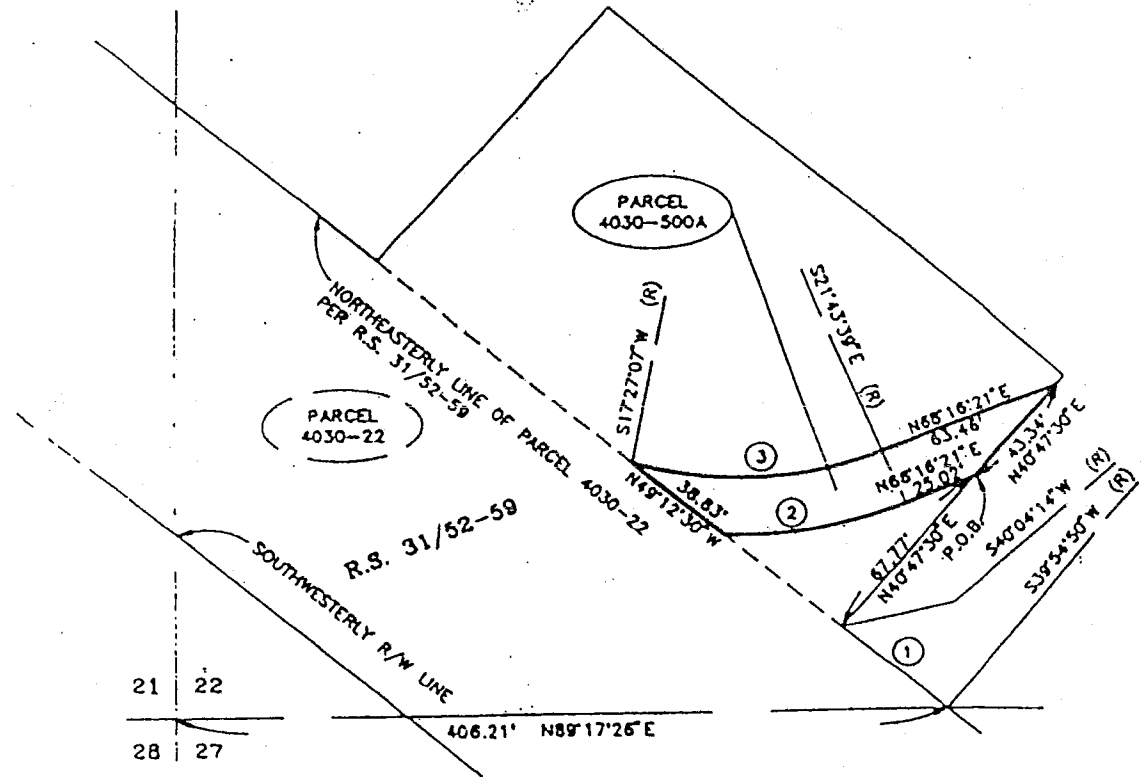 PARCEL
4030-500A
S21°43'39"E (R)
S17°27'07"W (R)
NORTHEASTERLY LINE OF PARCEL 4030-22
PER R.S. 31/52-59
PARCEL
4030-22
N68°16'21"E
63.46'
43.34'
N40°47'30"E
3
N68°16'21"E
25.02'
38.83'
N49°12'30"W
2
67.77'
N40°47'30"E
P.O.B.
S40°04'14"W (R)
S39°54'50"W (R)
R.S. 31/52-59
SOUTHWESTERLY R/W LINE
1
21 22
28 27
406.21' N89°17'26"E